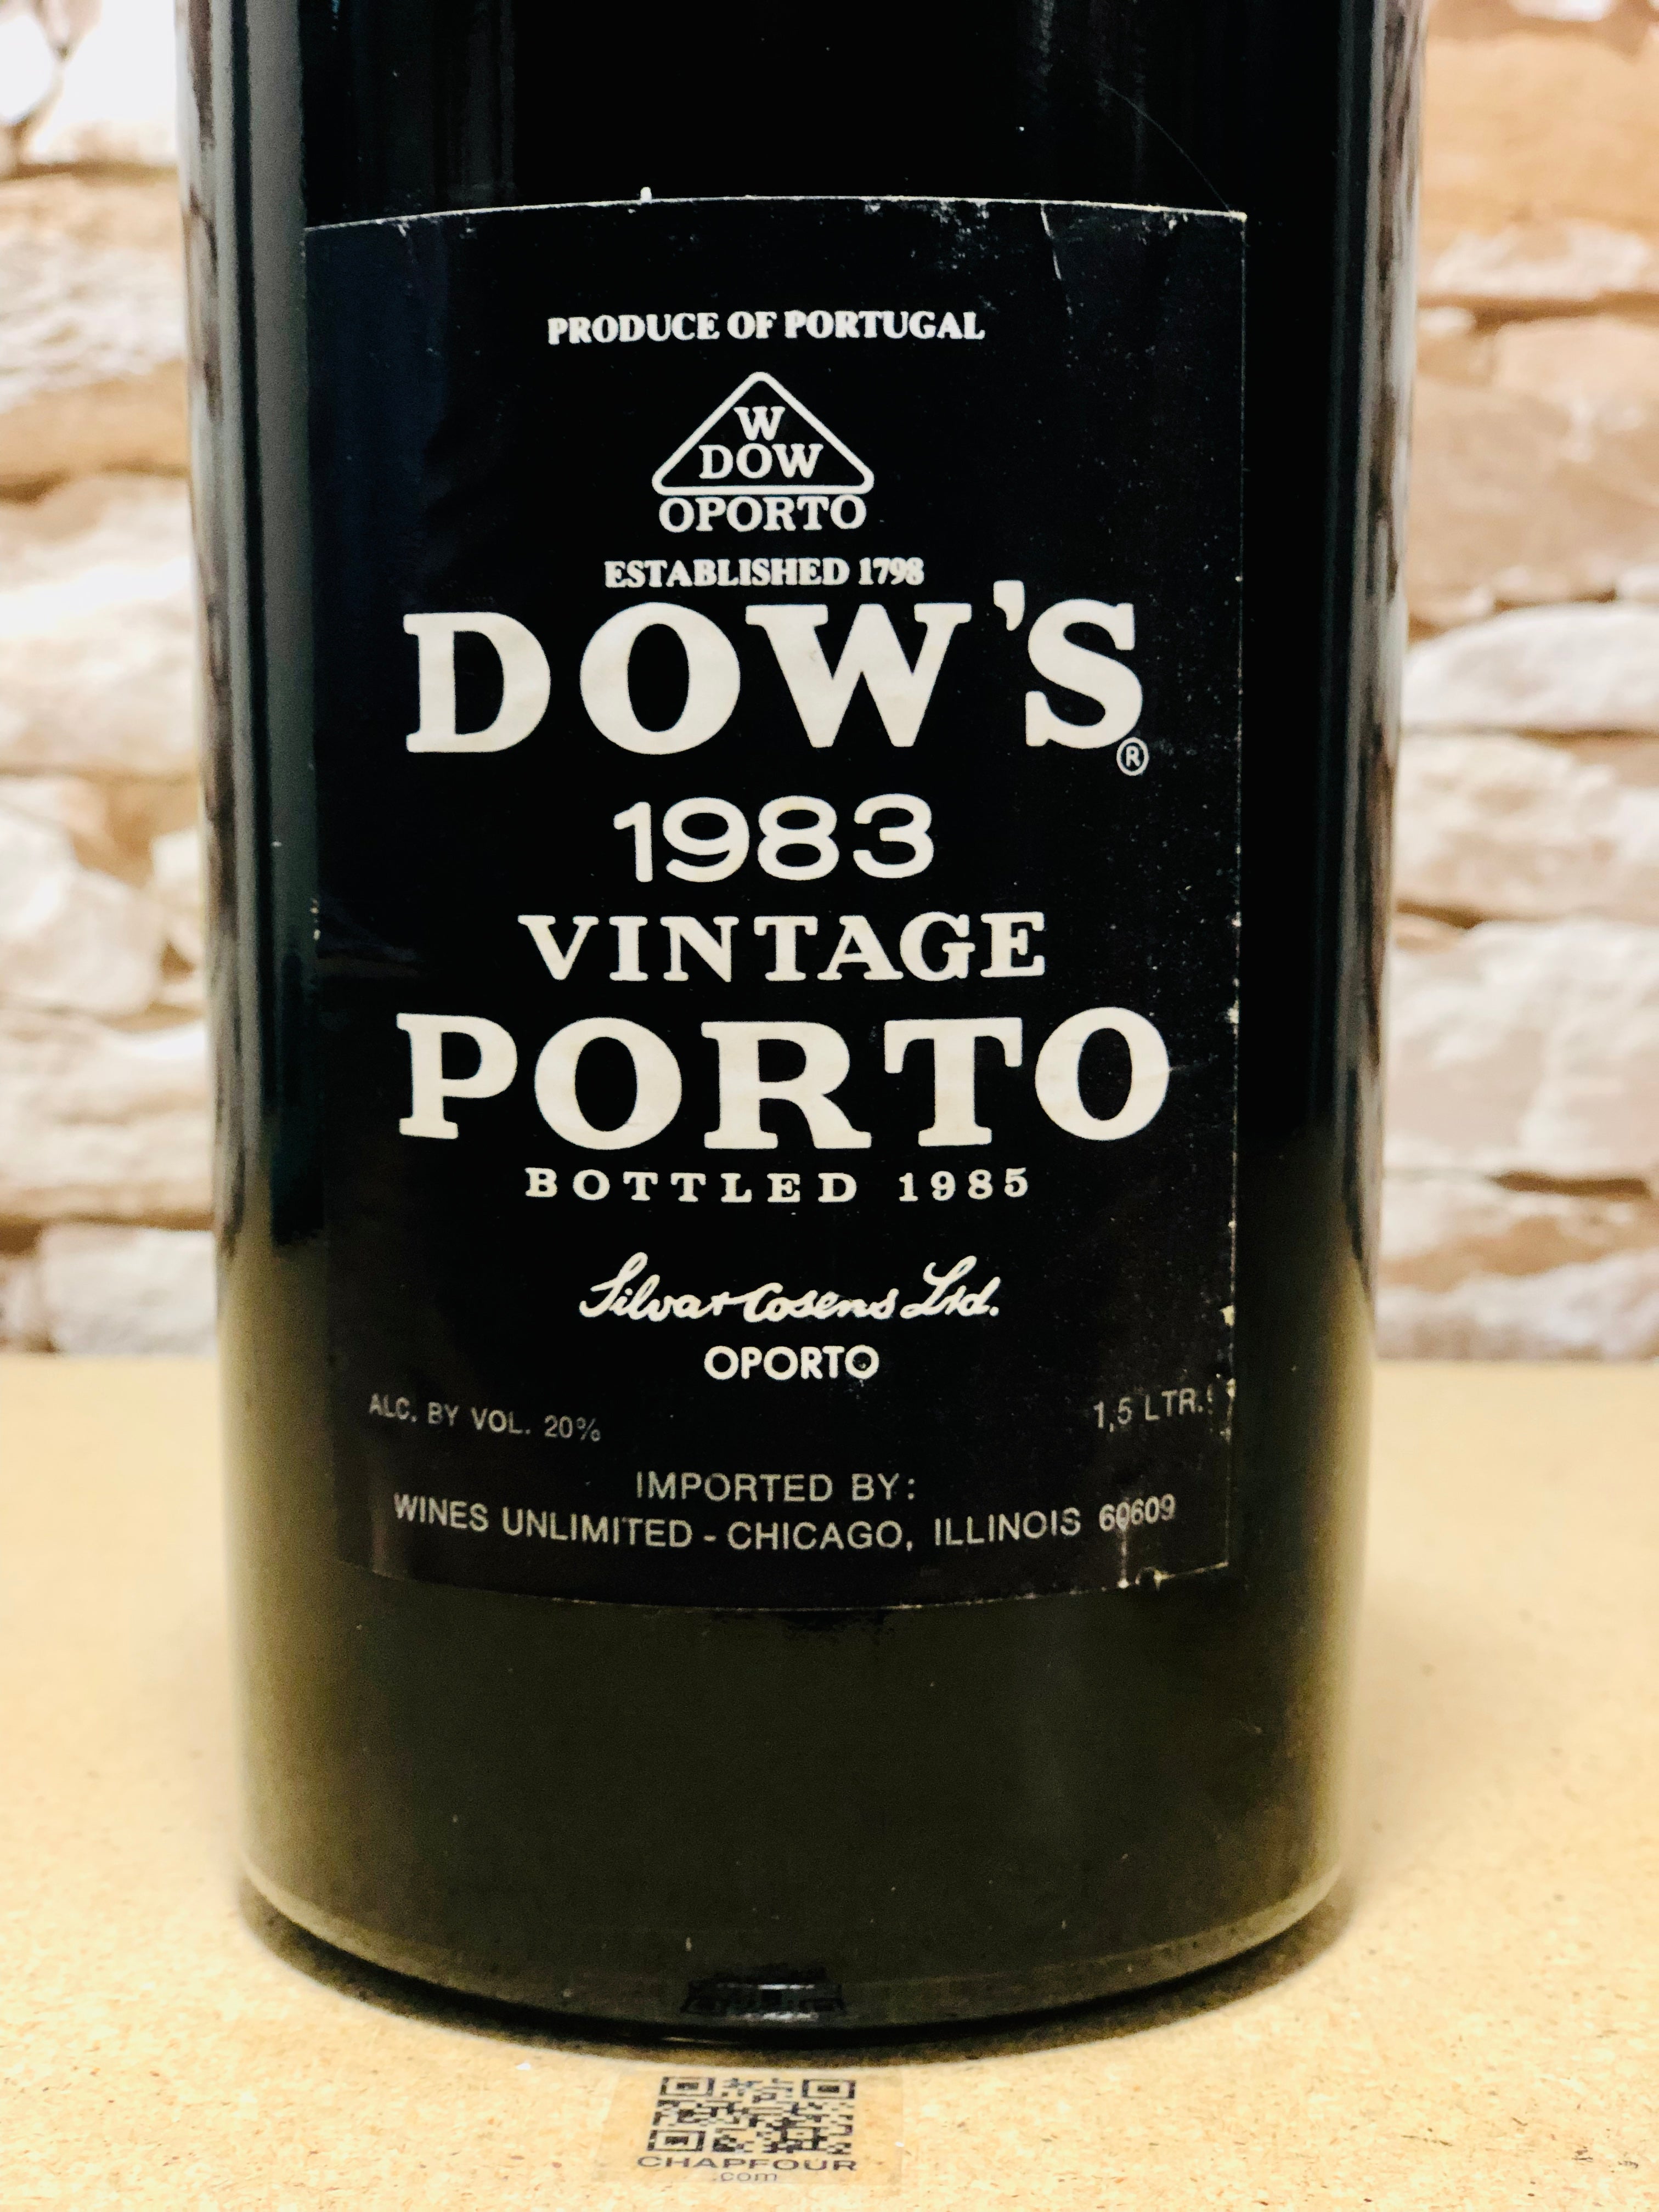 PRODUCE OF PORTUGAL
W
DOW
OPORTO
ESTABLISHED 1798
DOW'S®
1983
VINTAGE
PORTO
BOTTLED 1985
Silva & Cosens Ltd.
OPORTO
ALC. BY VOL. 20%
1,5 LTR.
IMPORTED BY:
WINES UNLIMITED - CHICAGO, ILLINOIS 60609
CHAPFOUR
.com